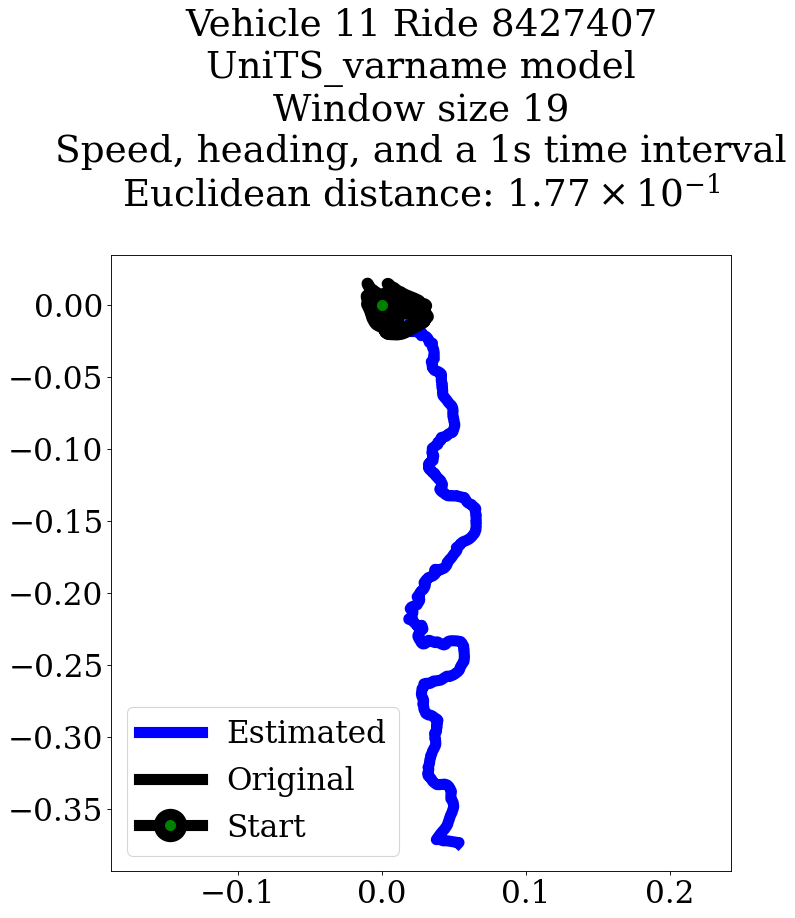 Vehicle 11 Ride 8427407
UniTS_varname model
Window size 19
Speed, heading, and a 1s time interval
Euclidean distance: 1.77 × 10⁻¹
0.00
−0.05
−0.10
−0.15
−0.20
−0.25
−0.30
−0.35
Estimated
Original
Start
−0.1
0.0
0.1
0.2